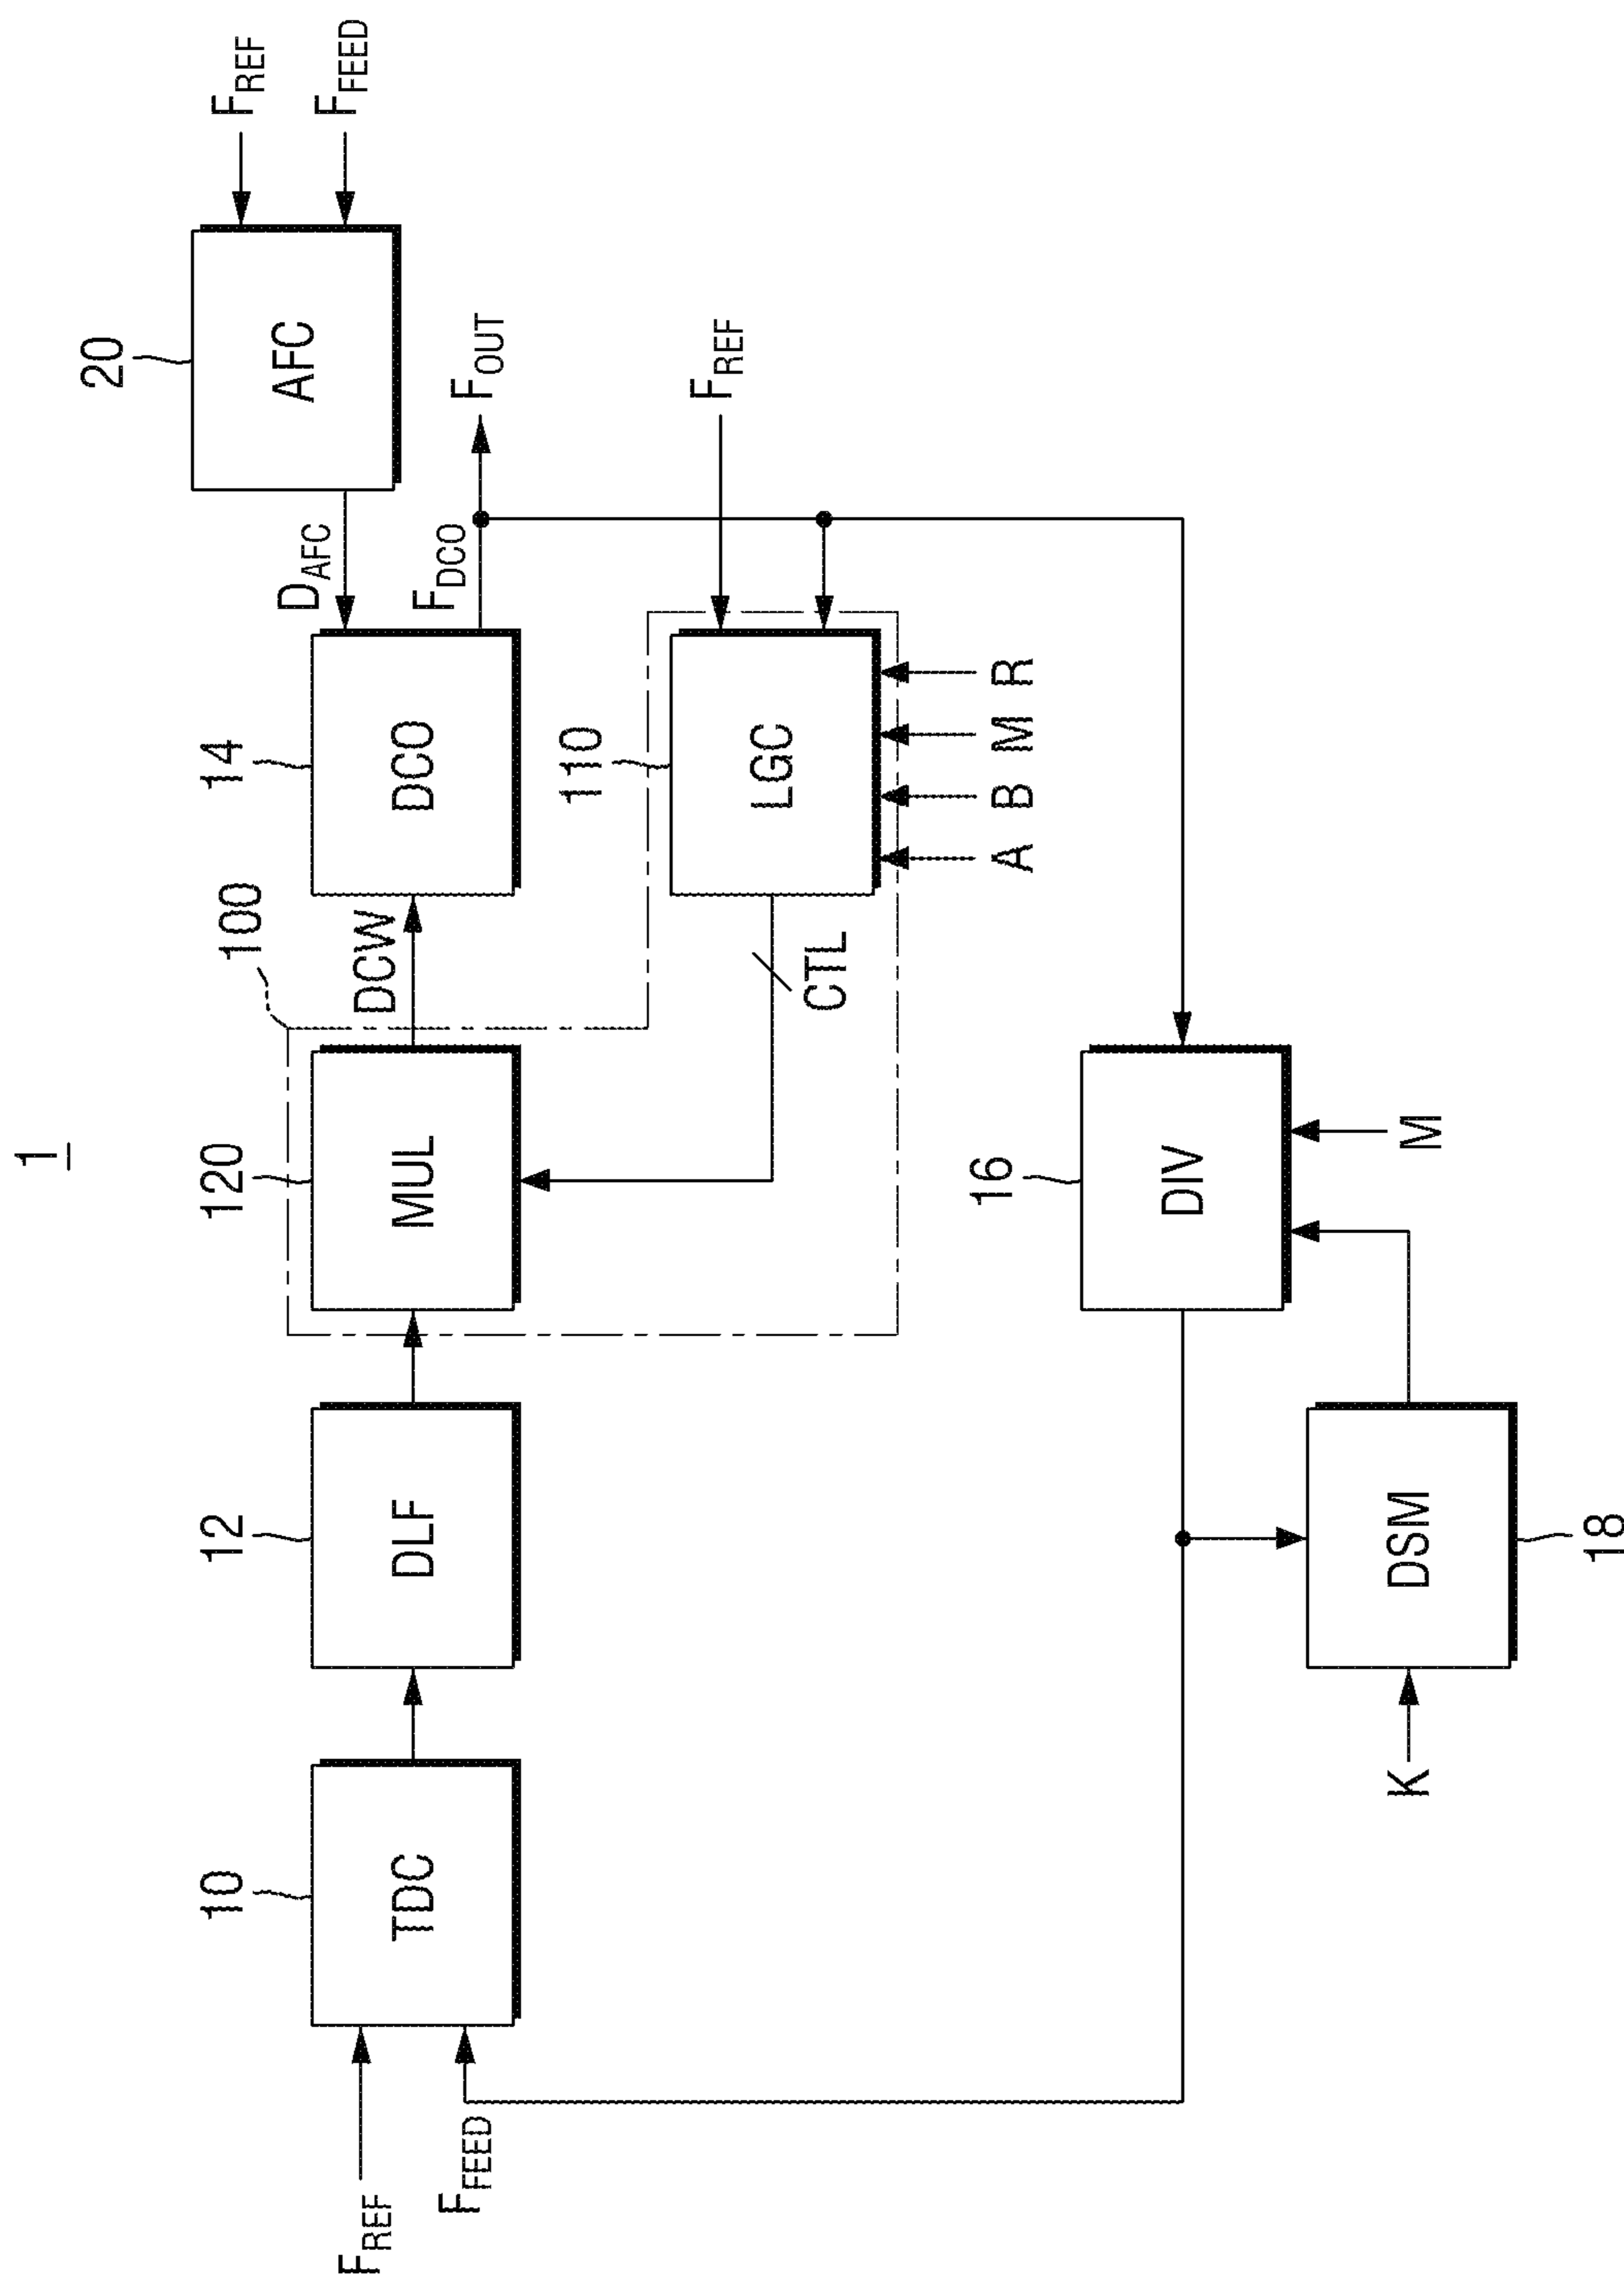 1
20
AFC
F_REF
F_FEED
D_AFC
100
10
TDC
12
DLF
120
MUL
DCW
14
DCO
F_DCO
F_OUT
F_REF
F_FEED
110
LGC
F_REF
CTL
A B M R
16
DIV
M
K
DSM
18